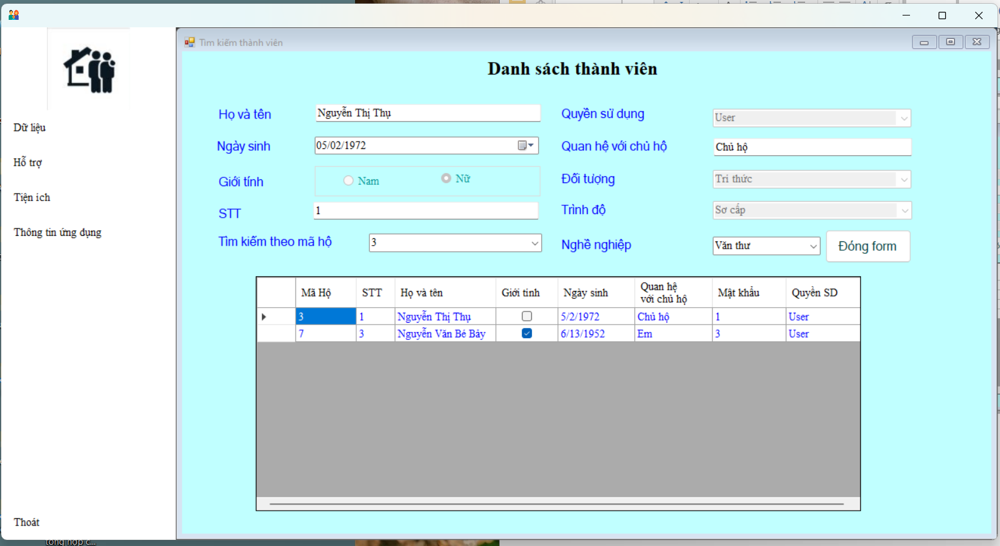 Tìm kiếm thành viên
Danh sách thành viên
Dữ liệu
Hỗ trợ
Tiện ích
Thông tin ứng dụng
Thoát
Họ và tên
Nguyễn Thị Thụ
Quyền sử dụng
User
Ngày sinh
05/02/1972
Quan hệ với chủ hộ
Chủ hộ
Giới tính
Nam
Nữ
Đối tượng
Tri thức
STT
1
Trình độ
Sơ cấp
Tìm kiếm theo mã hộ
3
Nghề nghiệp
Văn thư
Đóng form
Mã Hộ STT Họ và tên Giới tính Ngày sinh Quan hệ với chủ hộ Mật khẩu Quyền SD
3 1 Nguyễn Thị Thụ 5/2/1972 Chủ hộ 1 User
7 3 Nguyễn Văn Bé Bảy 6/13/1952 Em 3 User